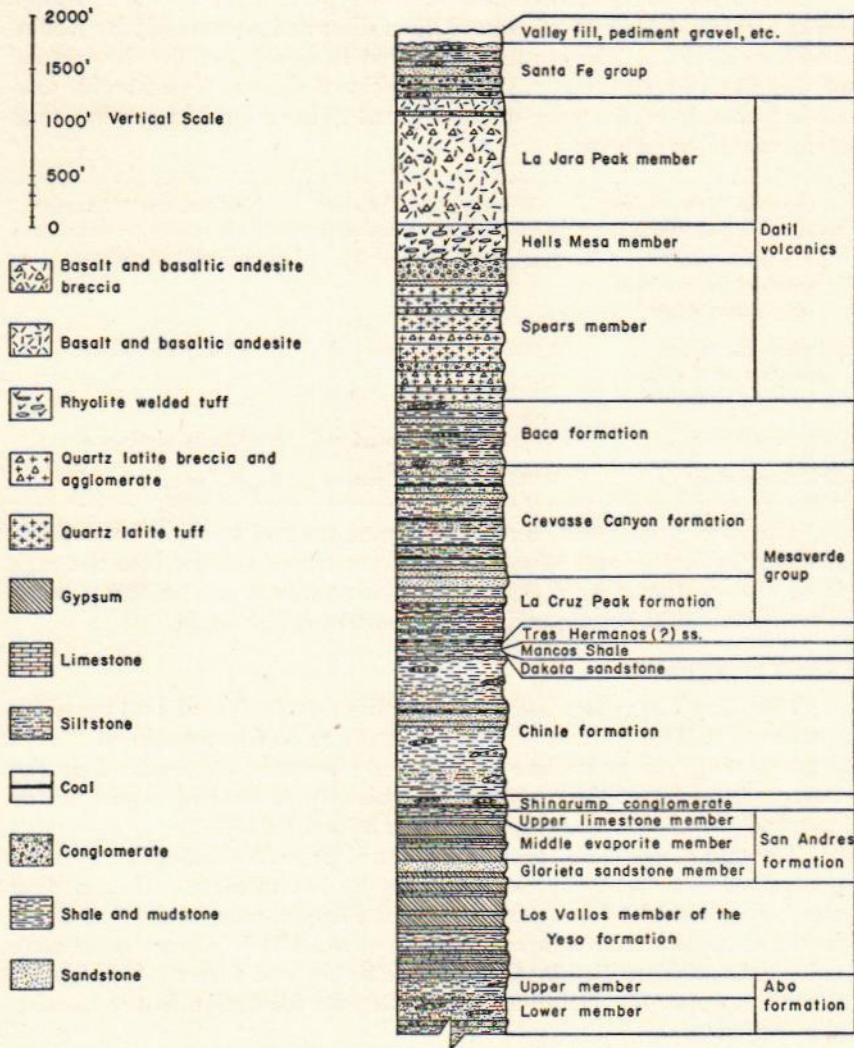 2000'
1500'
1000' Vertical Scale
500'
0
Basalt and basaltic andesite
breccia
Basalt and basaltic andesite
Rhyolite welded tuff
Quartz latite breccia and
agglomerate
Quartz latite tuff
Gypsum
Limestone
Siltstone
Coal
Conglomerate
Shale and mudstone
Sandstone
Valley fill, pediment gravel, etc.
Santa Fe group
La Jara Peak member
Hells Mesa member
Spears member
Datil
volcanics
Baca formation
Crevasse Canyon formation
La Cruz Peak formation
Mesaverde
group
Tres Hermanos (?) ss.
Mancos Shale
Dakota sandstone
Chinle formation
Shinarump conglomerate
Upper limestone member
Middle evaporite member
Glorieta sandstone member
San Andres
formation
Los Vallos member of the
Yeso formation
Upper member
Lower member
Abo
formation